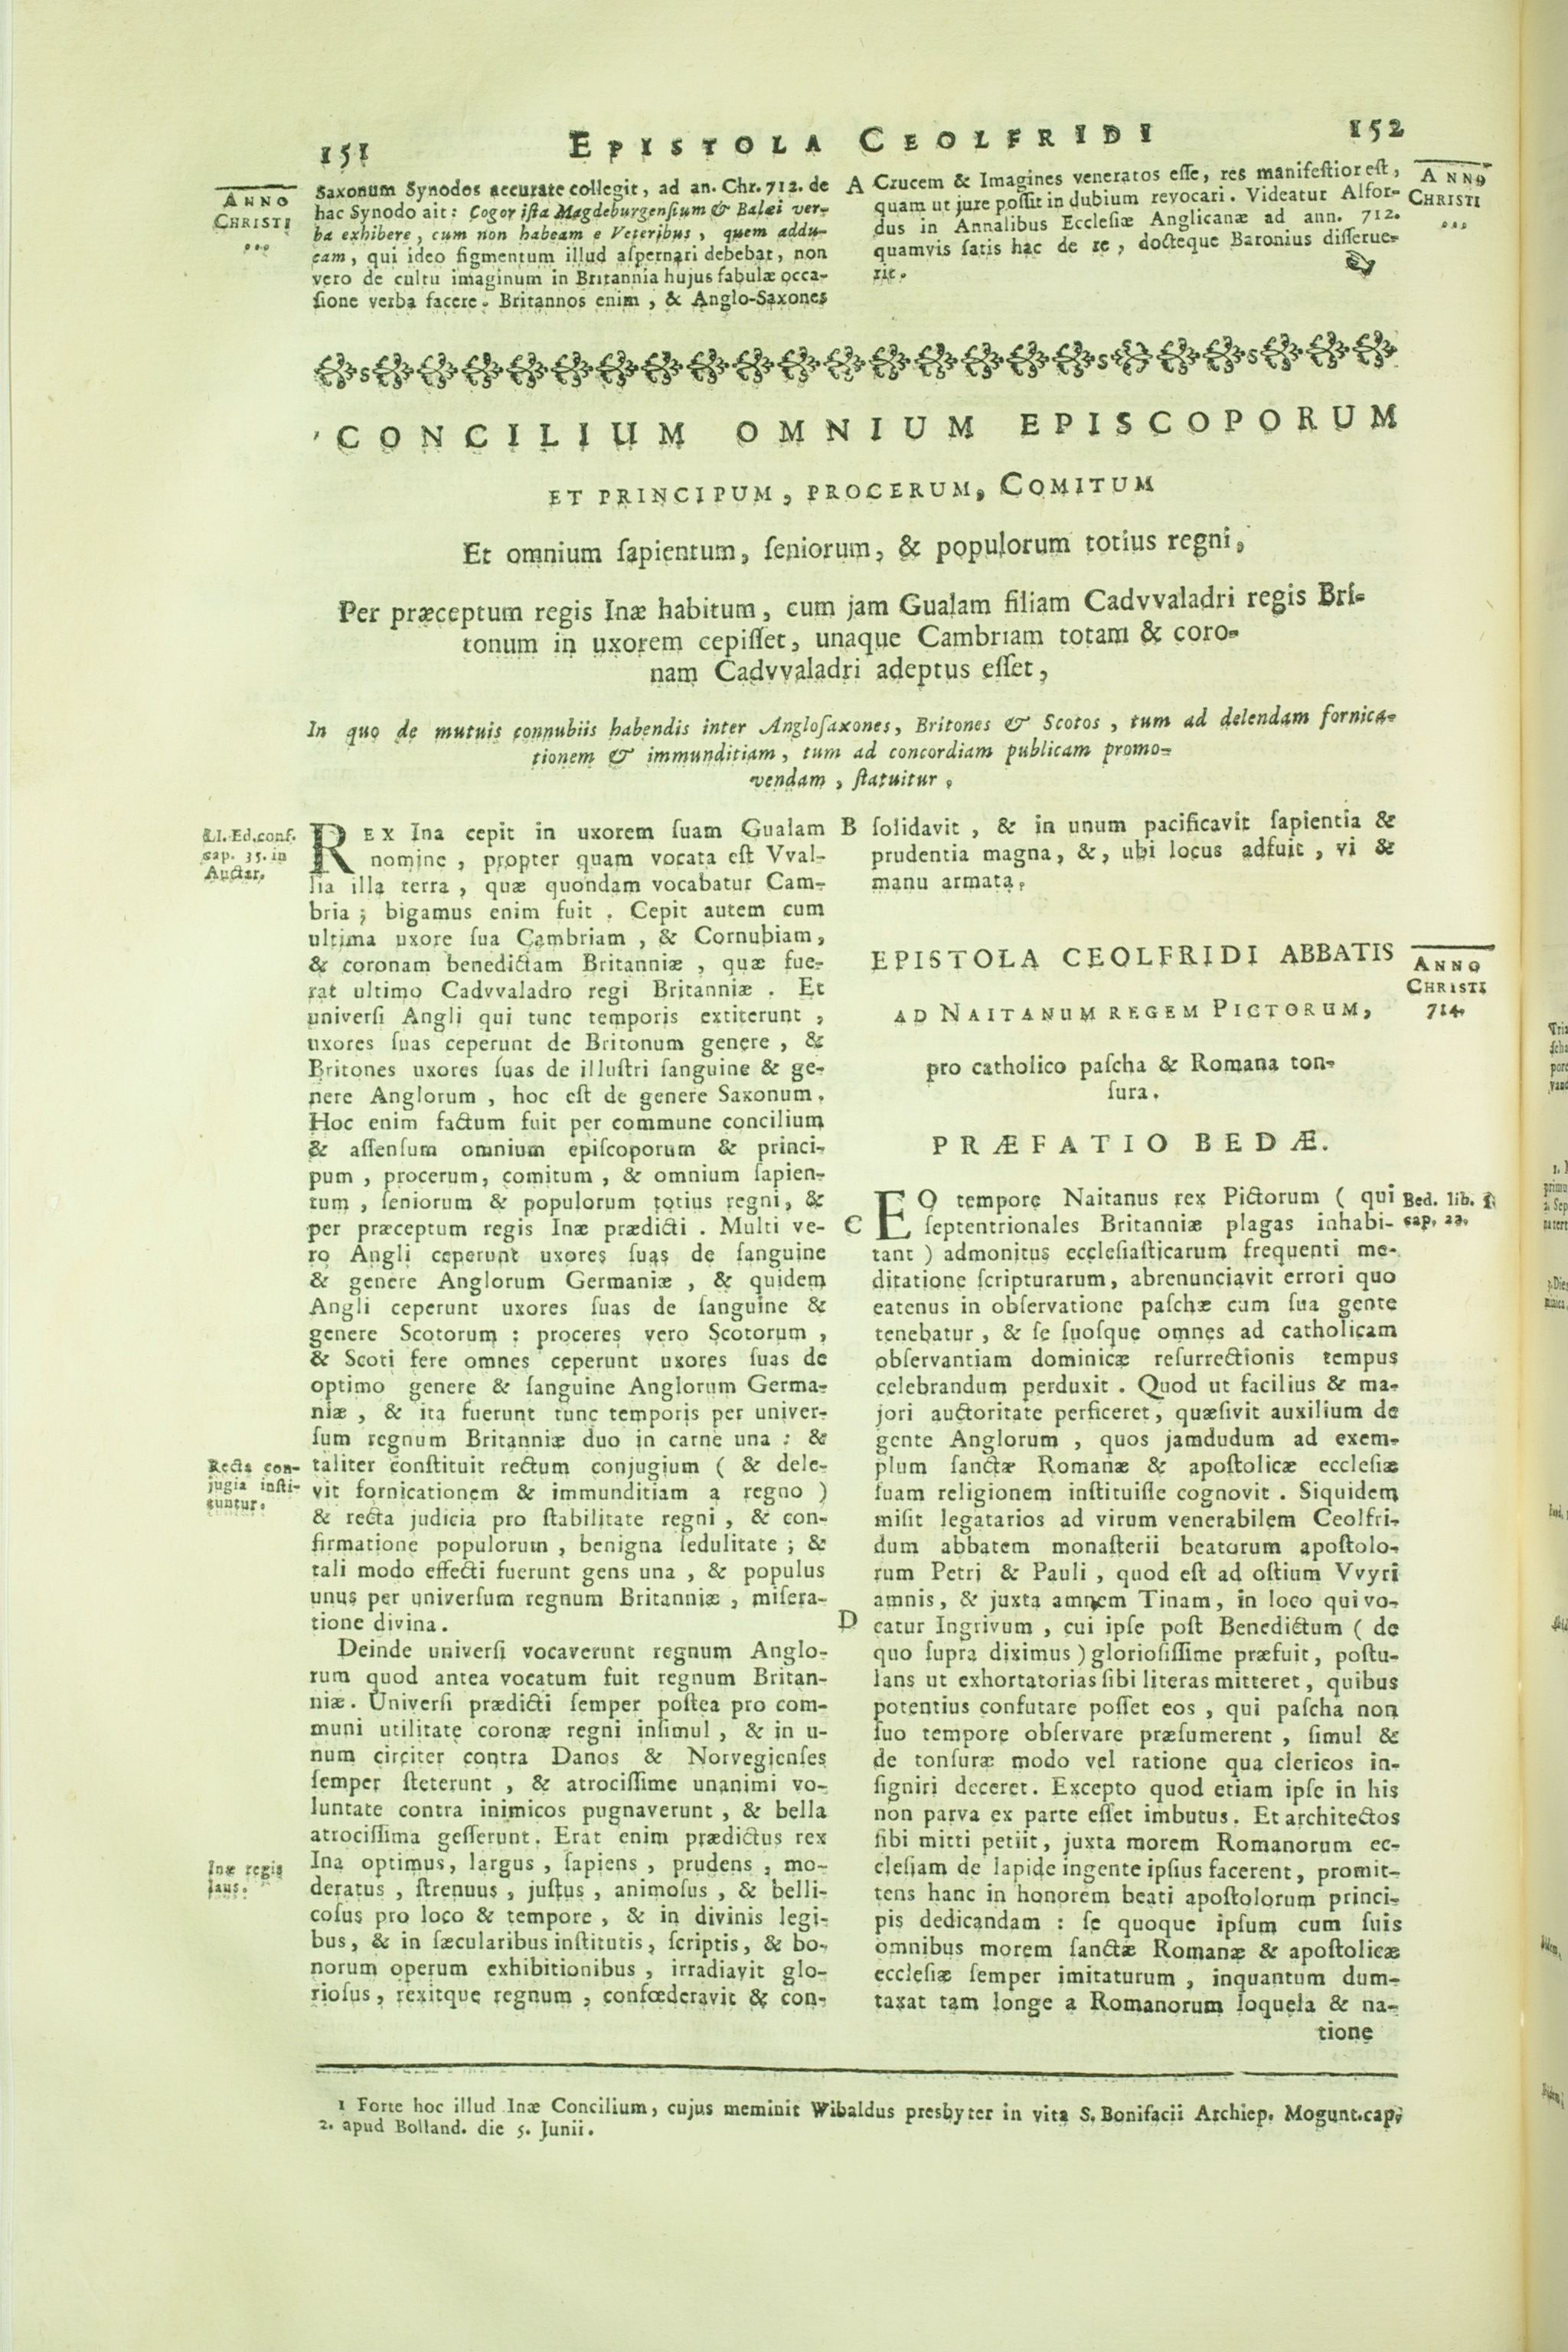 151
EPISTOLA CEOLFRIDI
152
ANNO
CHRISTI
...
Saxonum Synodos accurate collegit, ad an. Chr. 712. de
hac Synodo ait: Cogor iſta Magdeburgenſium & Balæi ver-
ba exhibere, cum non habeam e Veteribus, quem addu-
cam, qui ideo figmentum illud aſpernari debebat, non
vero de cultu imaginum in Britannia hujus fabulæ occa-
ſione verba facere. Britannos enim, & Anglo-Saxones
A
Crucem & Imagines veneratos eſſe, res manifeſtior eſt,
quam ut jure poſſit in dubium revocari. Videatur Alfor-
dus in Annalibus Eccleſiæ Anglicanæ ad ann. 712.
quamvis ſatis hac de re, docteque Baronius diſſerue-
rit.
ANNO
CHRISTI
...
CONCILIUM OMNIUM EPISCOPORUM
ET PRINCIPUM, PROCERUM, COMITUM
Et omnium ſapientum, ſeniorum, & populorum totius regni,
Per præceptum regis Inæ habitum, cum jam Gualam filiam Cadvvaladri regis Bri-
tonum in uxorem cepiſſet, unaque Cambriam totam & coro-
nam Cadvvaladri adeptus eſſet,
In quo de mutuis connubiis habendis inter Angloſaxones, Britones & Scotos, tum ad delendam fornica-
tionem & immunditiam, tum ad concordiam publicam promo-
vendam, ſtatuitur.
Ll. Ed. conf.
cap. 35. in
Auctar.
REX Ina cepit in uxorem ſuam Gualam
nomine, propter quam vocata eſt Vval-
lia illa terra, quæ quondam vocabatur Cam-
bria; bigamus enim fuit. Cepit autem cum
ultima uxore ſua Cambriam, & Cornubiam,
& coronam benedictam Britanniæ, quæ fue-
rat ultimo Cadvvaladro regi Britanniæ. Et
univerſi Angli qui tunc temporis extiterunt,
uxores ſuas ceperunt de Britonum genere, &
Britones uxores ſuas de illuſtri ſanguine & ge-
nere Anglorum, hoc eſt de genere Saxonum.
Hoc enim factum fuit per commune concilium
& aſſenſum omnium epiſcoporum & princi-
pum, procerum, comitum, & omnium ſapien-
tum, ſeniorum & populorum totius regni, &
per præceptum regis Inæ prædicti. Multi ve-
ro Angli ceperunt uxores ſuas de ſanguine
& genere Anglorum Germaniæ, & quidem
Angli ceperunt uxores ſuas de ſanguine &
genere Scotorum: proceres vero Scotorum,
& Scoti fere omnes ceperunt uxores ſuas de
optimo genere & ſanguine Anglorum Germa-
niæ, & ita fuerunt tunc temporis per univer-
ſum regnum Britanniæ duo in carne una: &
taliter conſtituit rectum conjugium (& dele-
vit fornicationem & immunditiam a regno)
& recta judicia pro ſtabilitate regni, & con-
firmatione populorum, benigna ſedulitate; &
tali modo effecti fuerunt gens una, & populus
unus per univerſum regnum Britanniæ, miſera-
tione divina.
Recta con-
jugia inſti-
tuntur.
Deinde univerſi vocaverunt regnum Anglo-
rum quod antea vocatum fuit regnum Britan-
niæ. Univerſi prædicti ſemper poſtea pro com-
muni utilitate coronæ regni inſimul, & in u-
num circiter contra Danos & Norvegienſes
ſemper ſteterunt, & atrociſſime unanimi vo-
luntate contra inimicos pugnaverunt, & bella
atrociſſima geſſerunt. Erat enim prædictus rex
Ina optimus, largus, ſapiens, prudens, mo-
deratus, ſtrenuus, juſtus, animoſus, & belli-
coſus pro loco & tempore, & in divinis legi-
bus, & in ſæcularibus inſtitutis, ſcriptis, & bo-
norum operum exhibitionibus, irradiavit glo-
rioſus, rexitque regnum, confœderavit & con-
Inæ regis
laus.
B
ſolidavit, & in unum pacificavit ſapientia &
prudentia magna, &, ubi locus adfuit, vi &
manu armata.
EPISTOLA CEOLFRIDI ABBATIS
AD NAITANUM REGEM PICTORUM,
pro catholico paſcha & Romana ton-
ſura.
ANNO
CHRISTI
714.
PRÆFATIO BEDÆ.
Bed. lib. 5.
cap. 22.
EO tempore Naitanus rex Pictorum (qui
C
ſeptentrionales Britanniæ plagas inhabi-
tant) admonitus eccleſiaſticarum frequenti me-
ditatione ſcripturarum, abrenunciavit errori quo
eatenus in obſervatione paſchæ cum ſua gente
tenebatur, & ſe ſuoſque omnes ad catholicam
obſervantiam dominicæ reſurrectionis tempus
celebrandum perduxit. Quod ut facilius & ma-
jori auctoritate perficeret, quæſivit auxilium de
gente Anglorum, quos jamdudum ad exem-
plum ſanctæ Romanæ & apoſtolicæ eccleſiæ
ſuam religionem inſtituiſſe cognovit. Siquidem
miſit legatarios ad virum venerabilem Ceolfri-
dum abbatem monaſterii beatorum apoſtolo-
rum Petri & Pauli, quod eſt ad oſtium Vvyri
amnis, & juxta amnem Tinam, in loco qui vo-
D
catur Ingrivum, cui ipſe poſt Benedictum (de
quo ſupra diximus) glorioſiſſime præfuit, poſtu-
lans ut exhortatorias ſibi literas mitteret, quibus
potentius confutare poſſet eos, qui paſcha non
ſuo tempore obſervare præſumerent, ſimul &
de tonſuræ modo vel ratione qua clericos in-
ſigniri deceret. Excepto quod etiam ipſe in his
non parva ex parte eſſet imbutus. Et architectos
ſibi mitti petiit, juxta morem Romanorum ec-
cleſiam de lapide ingente ipſius facerent, promit-
tens hanc in honorem beati apoſtolorum princi-
pis dedicandam: ſe quoque ipſum cum ſuis
omnibus morem ſanctæ Romanæ & apoſtolicæ
eccleſiæ ſemper imitaturum, inquantum dum-
taxat tam longe a Romanorum loquela & na-
tione
1 Forte hoc illud Inæ Concilium, cujus meminit Wibaldus presbyter in vita S. Bonifacii Archiep. Mogunt. cap.
2. apud Bolland. die 5. Junii.